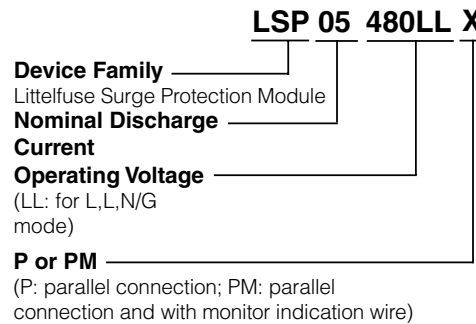 LSP 05 480LL X
Device Family
Littelfuse Surge Protection Module
Nominal Discharge
Current
Operating Voltage
(LL: for L,L,N/G
mode)
P or PM
(P: parallel connection; PM: parallel
connection and with monitor indication wire)